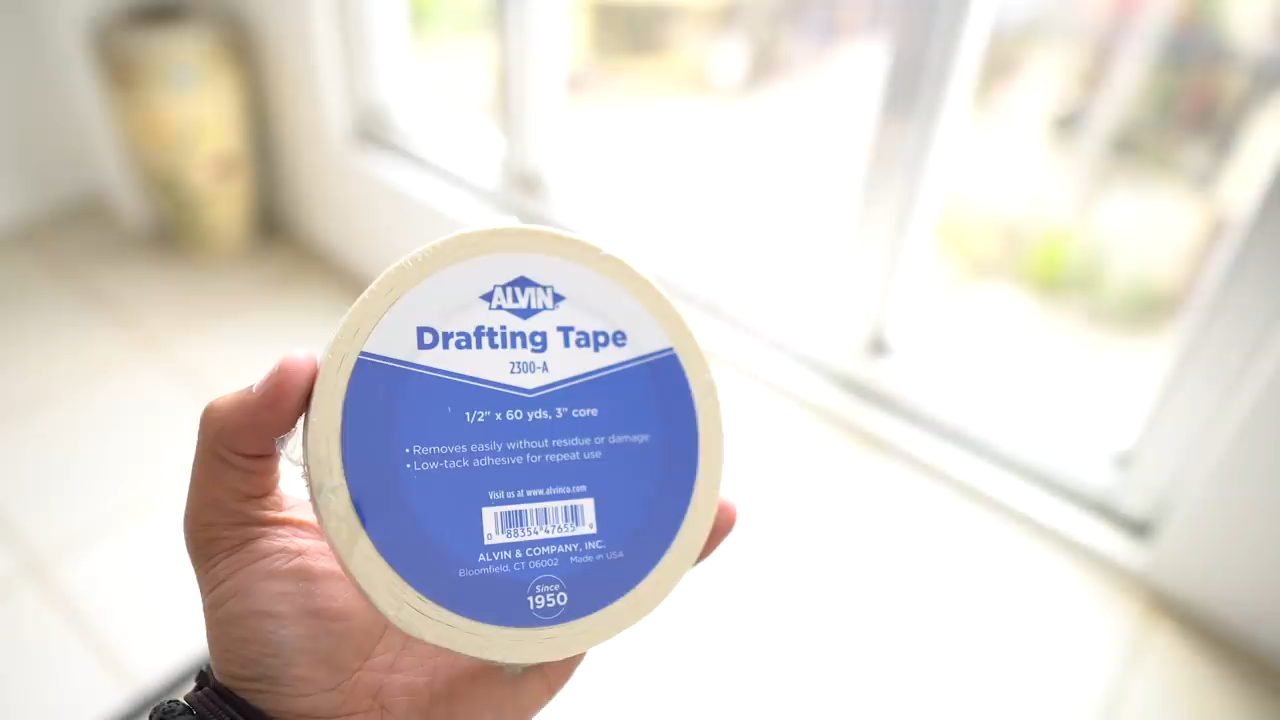 ALVIN
Drafting Tape
2300-A
1/2" x 60 yds, 3" core
• Removes easily without residue or damage
• Low-tack adhesive for repeat use
Visit us at www.alvinco.com
0 88354 47655 9
ALVIN & COMPANY, INC.
Bloomfield, CT 06002 Made in USA
Since
1950